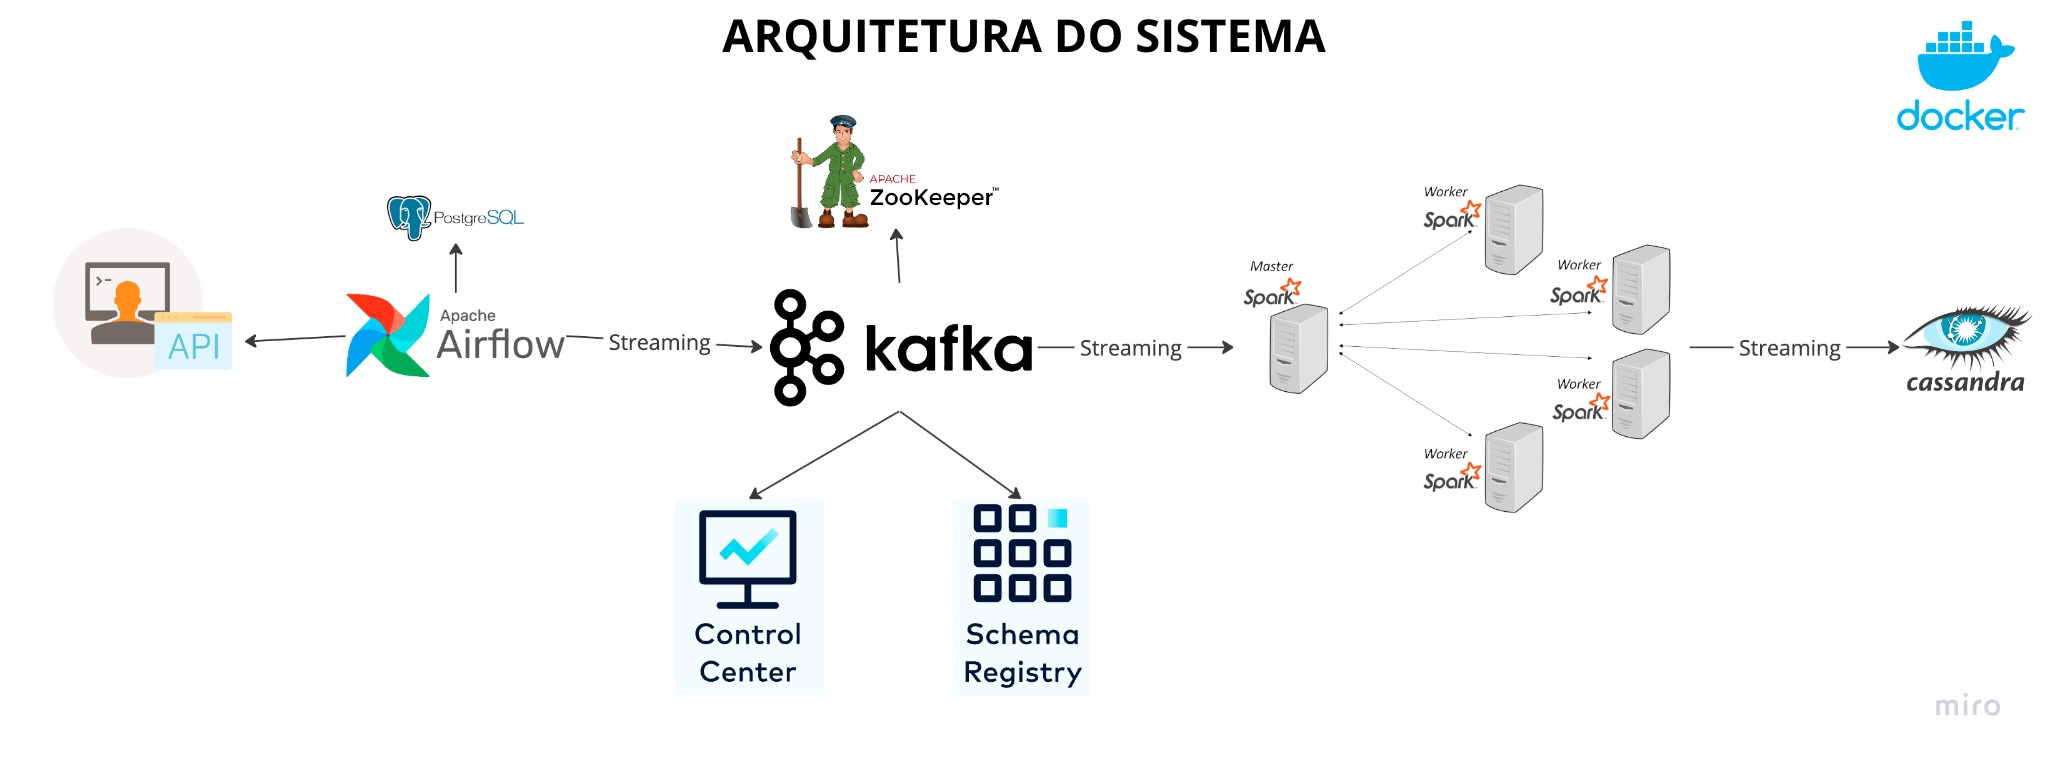 ARQUITETURA DO SISTEMA
docker
APACHE
ZooKeeper™
PostgreSQL
>-
API
Apache
Airflow
Streaming
kafka
Streaming
Master
Spark
Worker
Spark
Worker
Spark
Worker
Spark
Worker
Spark
Streaming
cassandra
Control
Center
Schema
Registry
miro